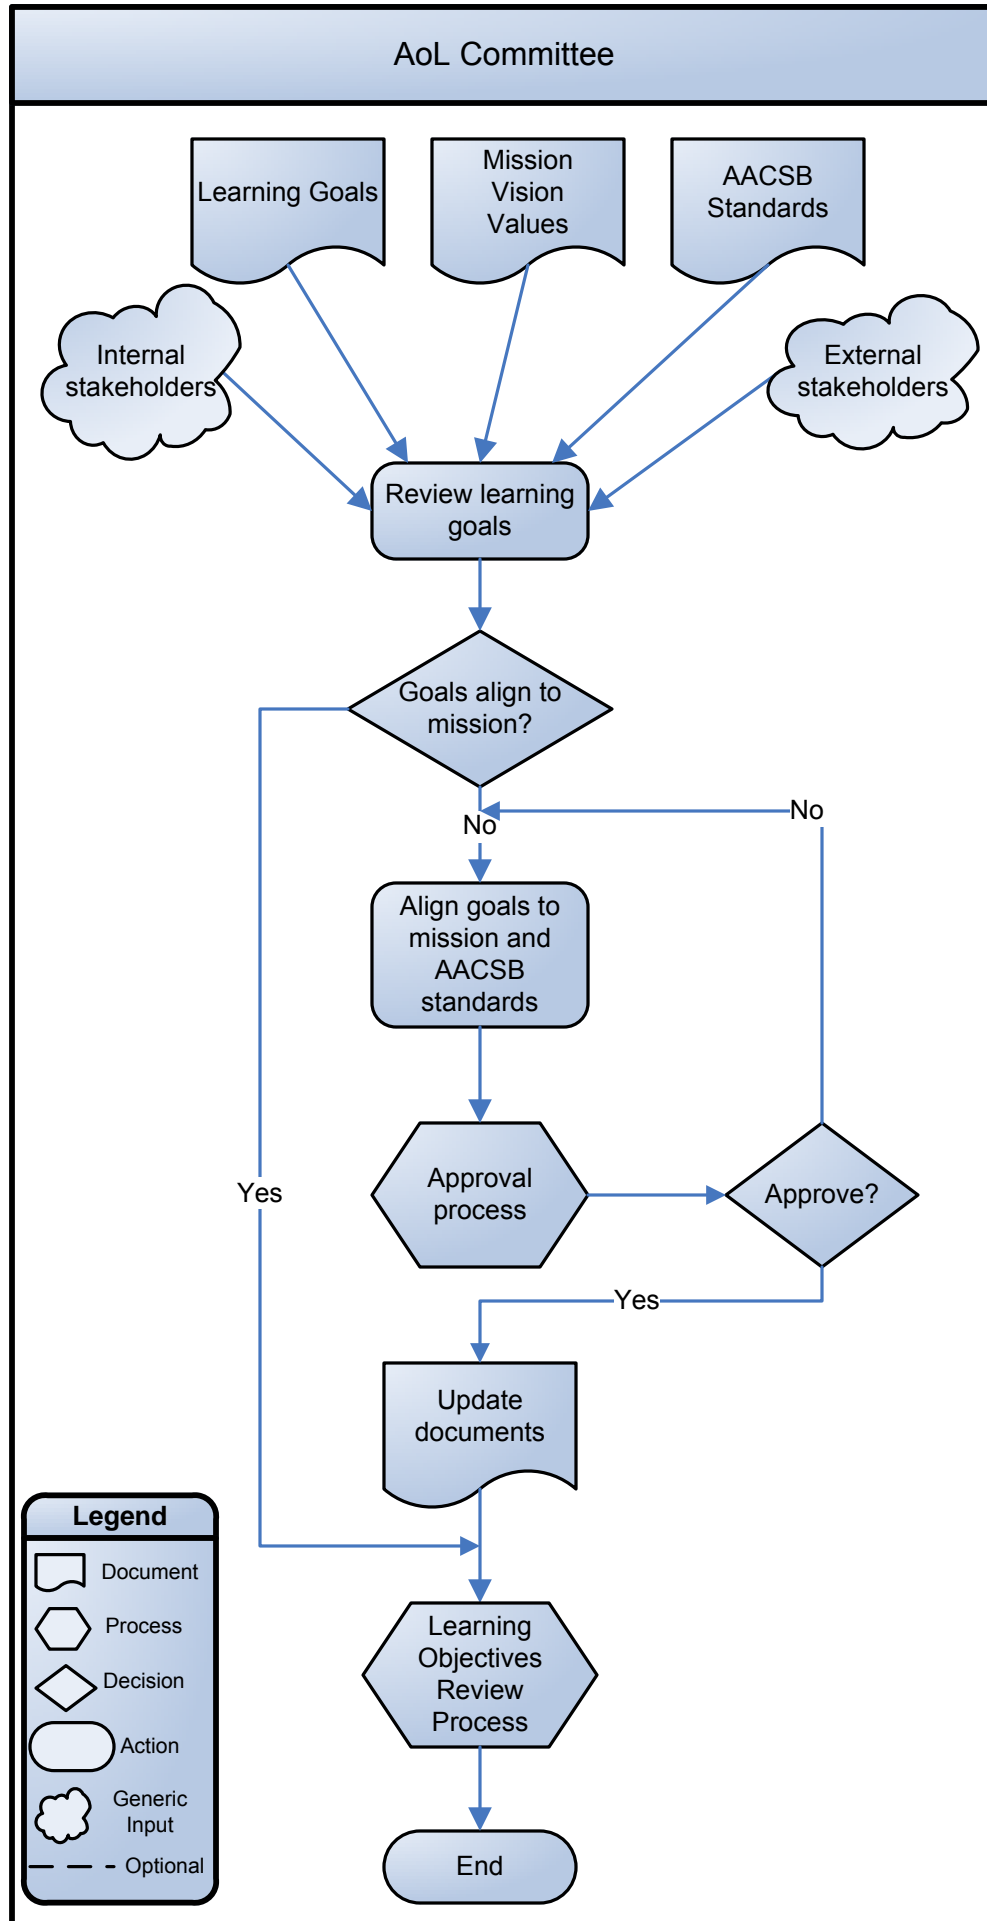 AoL Committee
Learning Goals
Mission
Vision
Values
AACSB
Standards
Internal
stakeholders
External
stakeholders
Review learning
goals
Goals align to
mission?
No
No
Align goals to
mission and
AACSB
standards
Yes
Approval
process
Approve?
Yes
Update
documents
Learning
Objectives
Review
Process
End
Legend
Document
Process
Decision
Action
Generic
Input
Optional